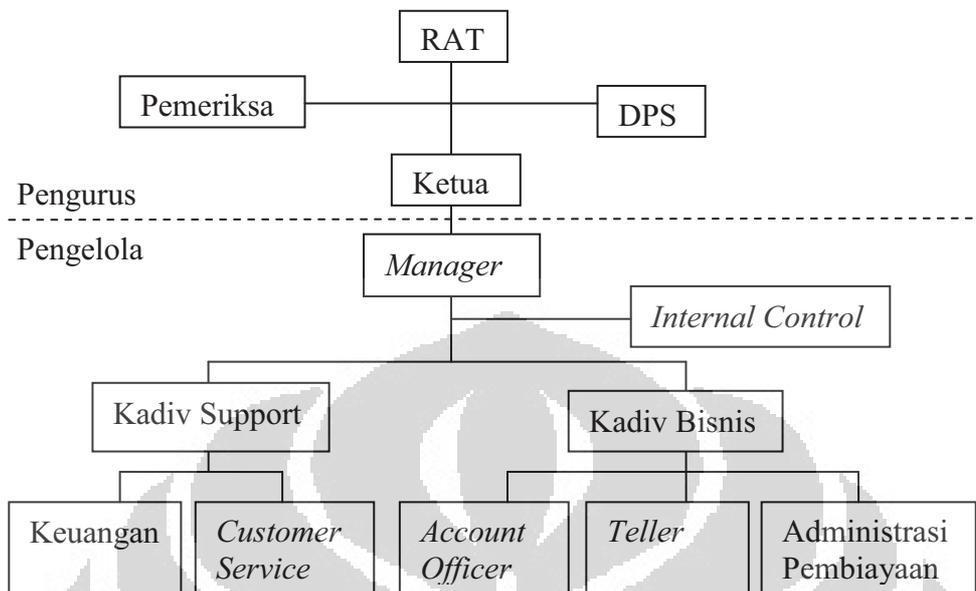 RAT
Pemeriksa
DPS
Ketua
Pengurus
Pengelola
Manager
Internal Control
Kadiv Support
Kadiv Bisnis
Keuangan
Customer
Service
Account
Officer
Teller
Administrasi
Pembiayaan